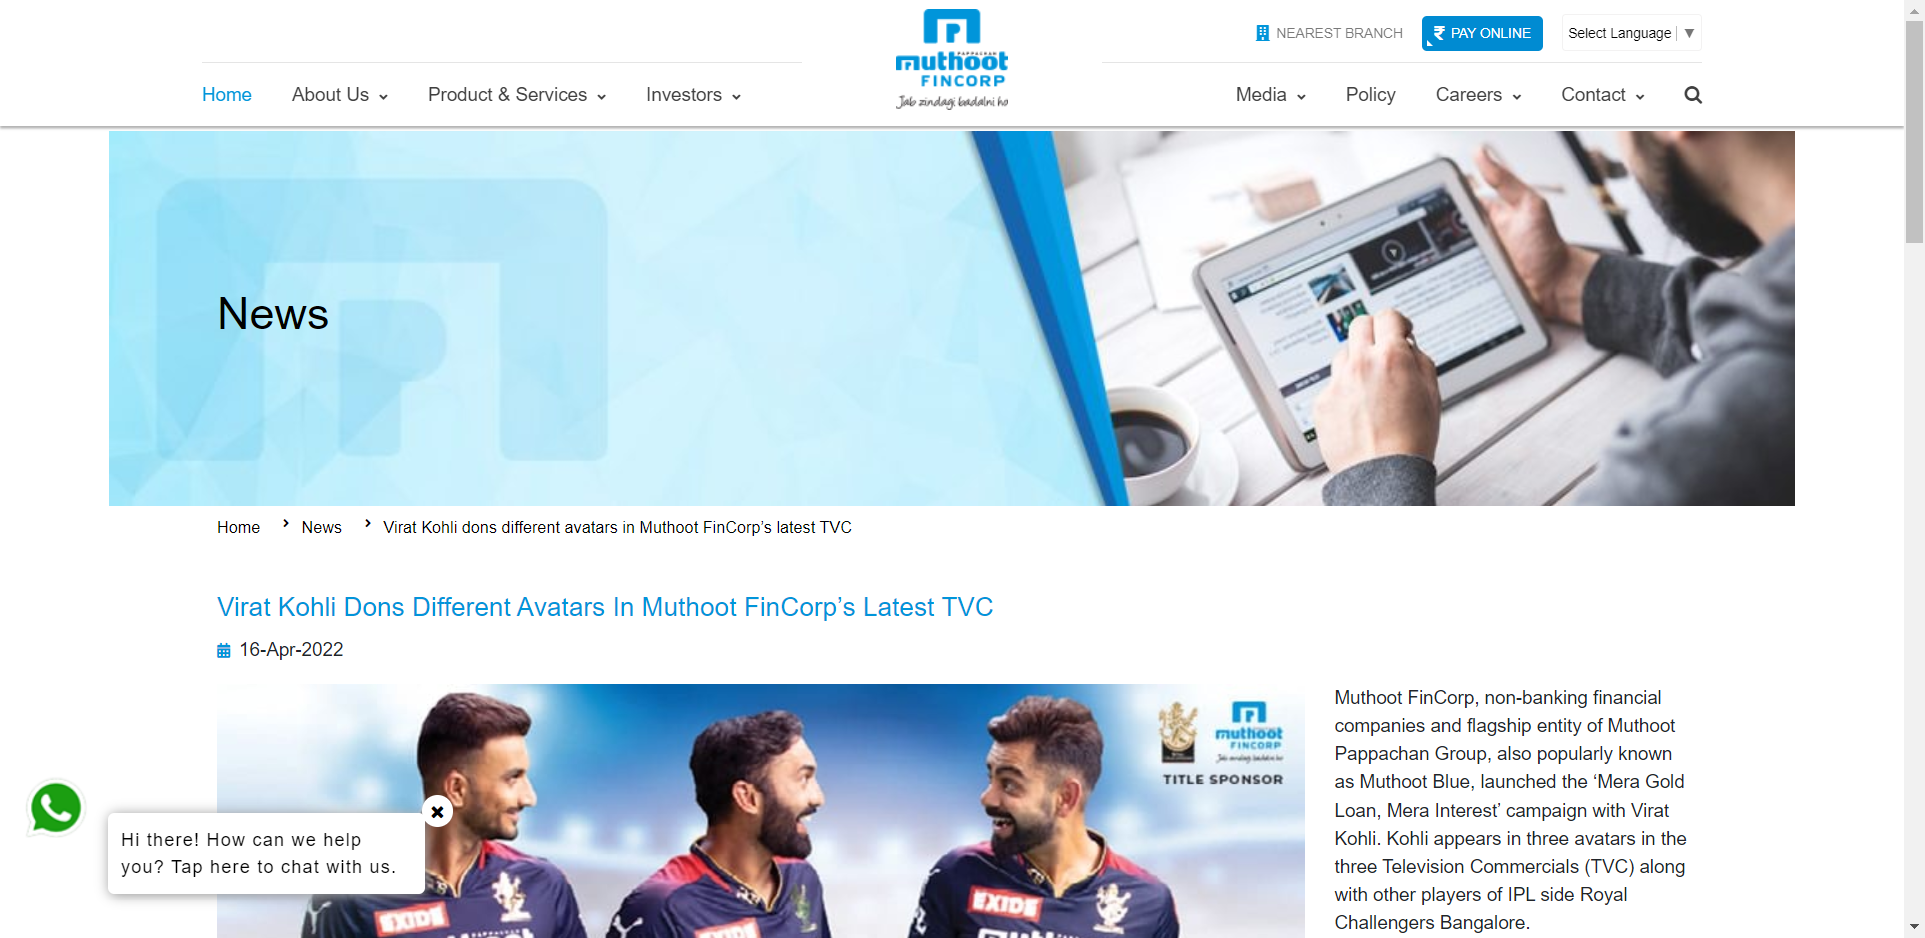 NEAREST BRANCH
PAY ONLINE
Select Language
▼
PAPPACHAN
muthoot
FINCORP
Jab zindagi badalni ho
Home
About Us
Product & Services
Investors
Media
Policy
Careers
Contact
News
Home
News
Virat Kohli dons different avatars in Muthoot FinCorp’s latest TVC
Virat Kohli Dons Different Avatars In Muthoot FinCorp’s Latest TVC
16-Apr-2022
muthoot
FINCORP
Jab zindagi badalni ho
TITLE SPONSOR
EXIDE
EXIDE
EXIDE
muthoot
Muthoot FinCorp, non-banking financial
companies and flagship entity of Muthoot
Pappachan Group, also popularly known
as Muthoot Blue, launched the ‘Mera Gold
Loan, Mera Interest’ campaign with Virat
Kohli. Kohli appears in three avatars in the
three Television Commercials (TVC) along
with other players of IPL side Royal
Challengers Bangalore.
Hi there! How can we help
you? Tap here to chat with us.